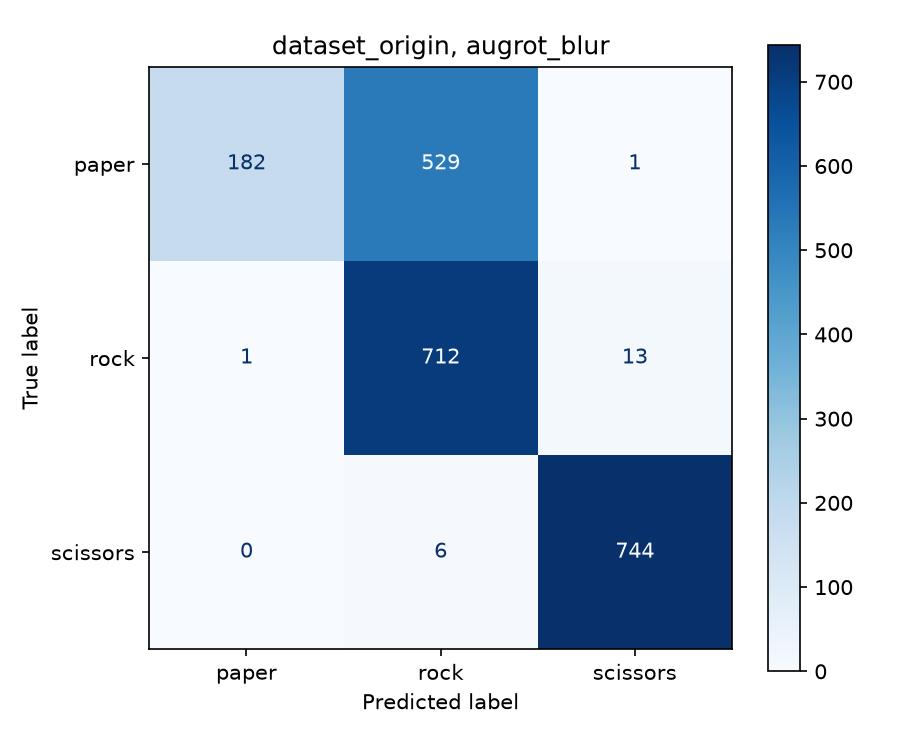 dataset_origin, augrot_blur
paper 182 529 1
rock 1 712 13
scissors 0 6 744
paper rock scissors
Predicted label
True label
700
600
500
400
300
200
100
0